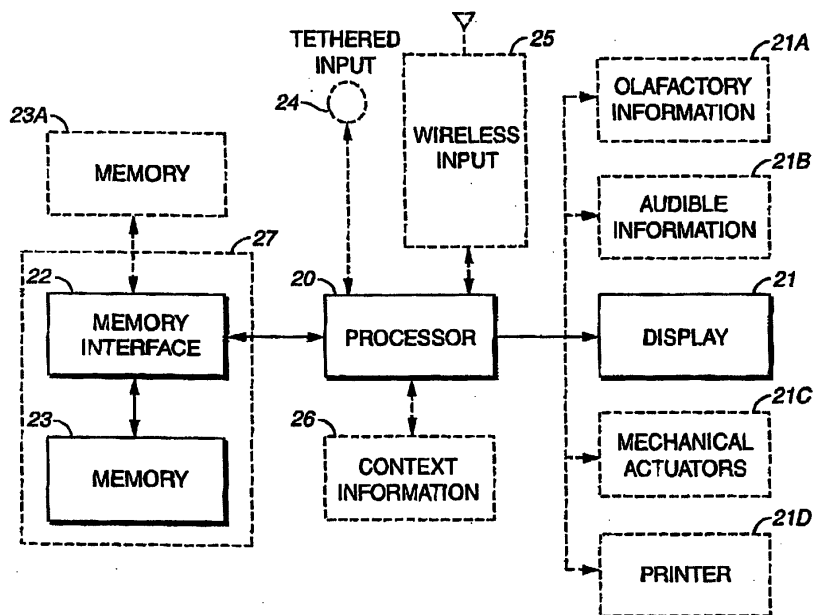 TETHERED
INPUT
24
25
WIRELESS
INPUT
21A
OLAFACTORY
INFORMATION
23A
MEMORY
21B
AUDIBLE
INFORMATION
27
22
MEMORY
INTERFACE
20
PROCESSOR
21
DISPLAY
23
MEMORY
26
CONTEXT
INFORMATION
21C
MECHANICAL
ACTUATORS
21D
PRINTER